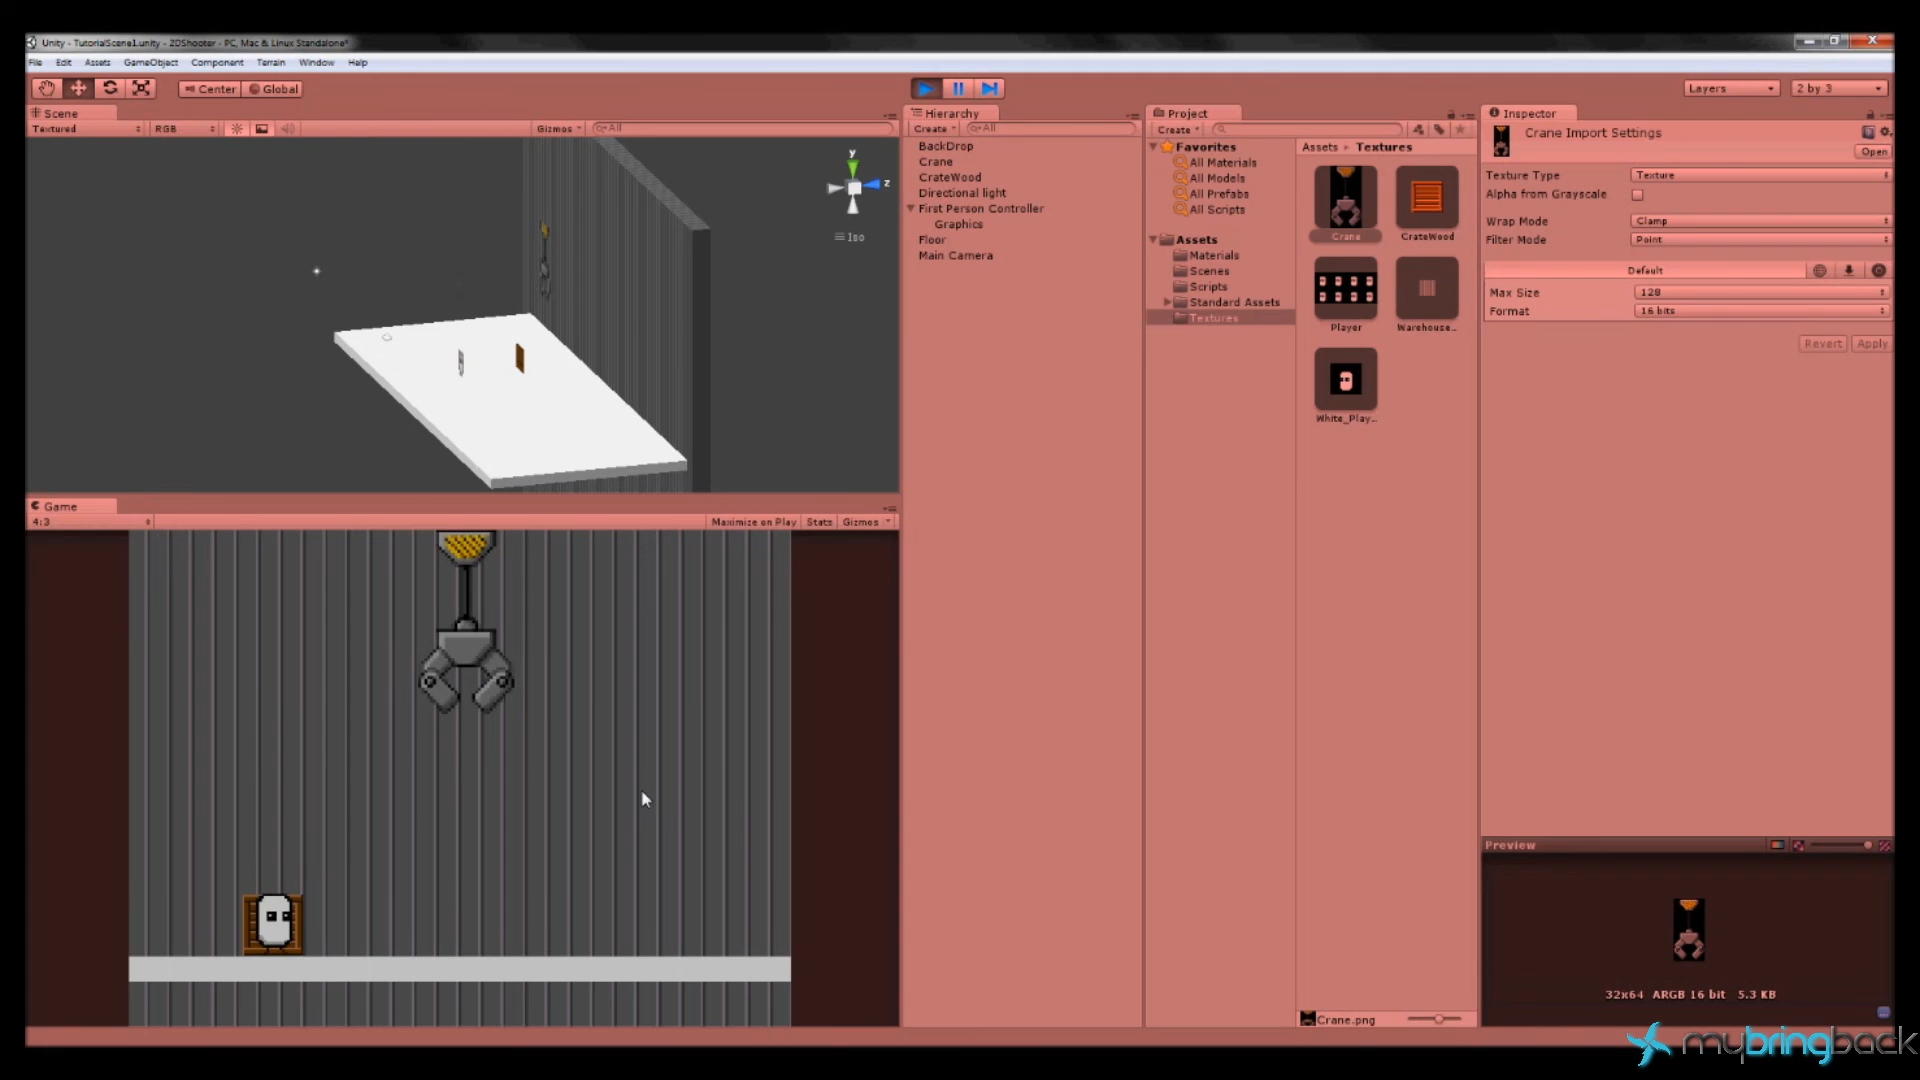 Unity - TutorialScene1.unity - 2DShooter - PC, Mac & Linux Standalone*
File Edit Assets GameObject Component Terrain Window Help
Center Global
Layers
2 by 3
Scene
Textured RGB Gizmos All
y
z
Iso
Game
4:3 Maximize on Play Stats Gizmos
Hierarchy
Create All
BackDrop
Crane
CrateWood
Directional light
First Person Controller
Graphics
Floor
Main Camera
Project
Create
Favorites
All Materials
All Models
All Prefabs
All Scripts
Assets
Materials
Scenes
Scripts
Standard Assets
Textures
Assets Textures
Crane
CrateWood
Player
Warehouse...
White_Play...
Crane.png
Inspector
Crane Import Settings
Open
Texture Type Texture
Alpha from Grayscale
Wrap Mode Clamp
Filter Mode Point
Default
Max Size 128
Format 16 bits
Revert Apply
Preview
32x64 ARGB 16 bit 5.3 KB
mybringback